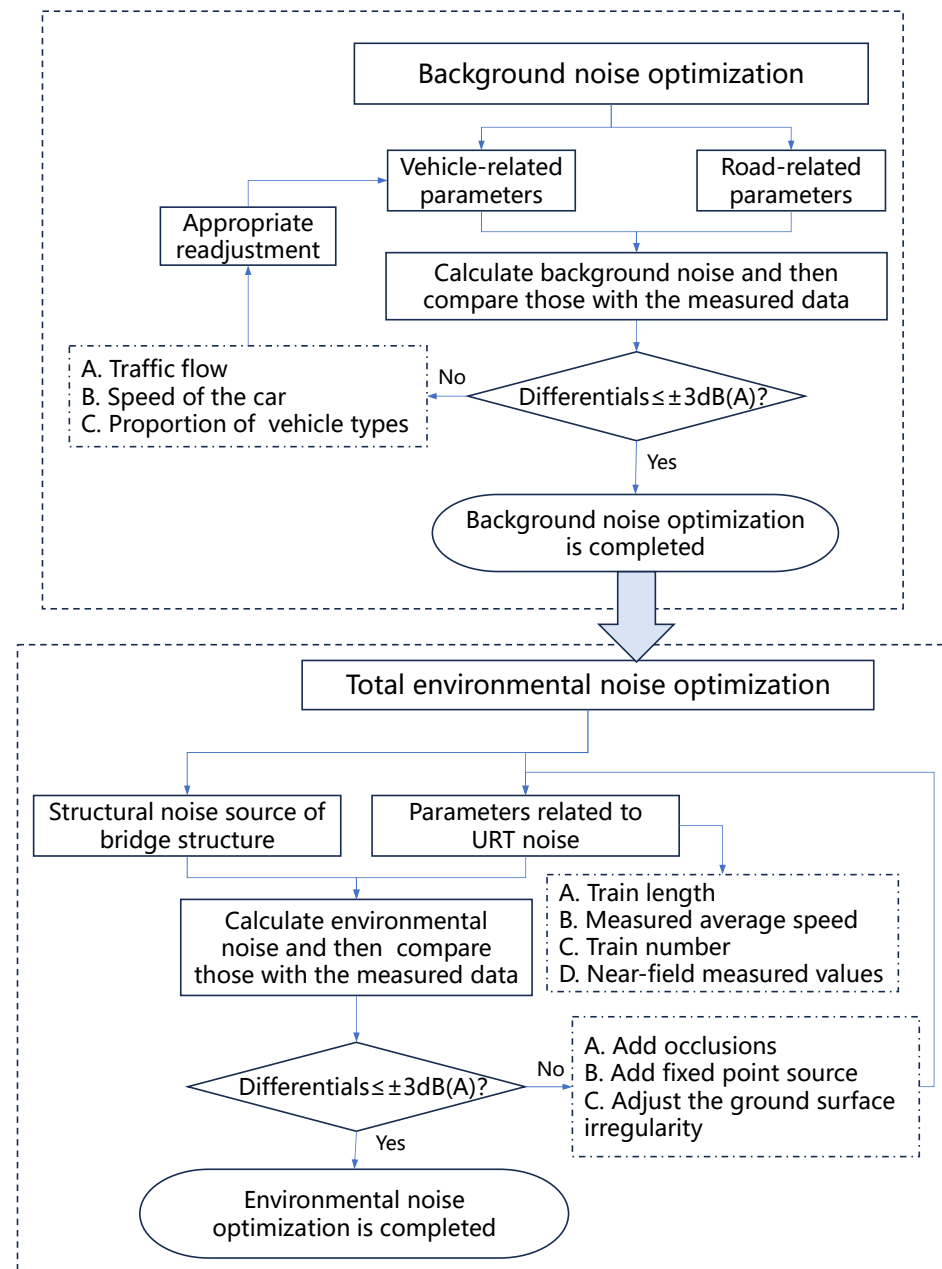 Background noise optimization
Vehicle-related
parameters
Road-related
parameters
Appropriate
readjustment
Calculate background noise and then
compare those with the measured data
A. Traffic flow
B. Speed of the car
C. Proportion of vehicle types
No
Differentials≤±3dB(A)?
Yes
Background noise optimization
is completed
Total environmental noise optimization
Structural noise source of
bridge structure
Parameters related to
URT noise
A. Train length
B. Measured average speed
C. Train number
D. Near-field measured values
Calculate environmental
noise and then compare
those with the measured data
Differentials≤±3dB(A)?
No
A. Add occlusions
B. Add fixed point source
C. Adjust the ground surface
irregularity
Yes
Environmental noise
optimization is completed